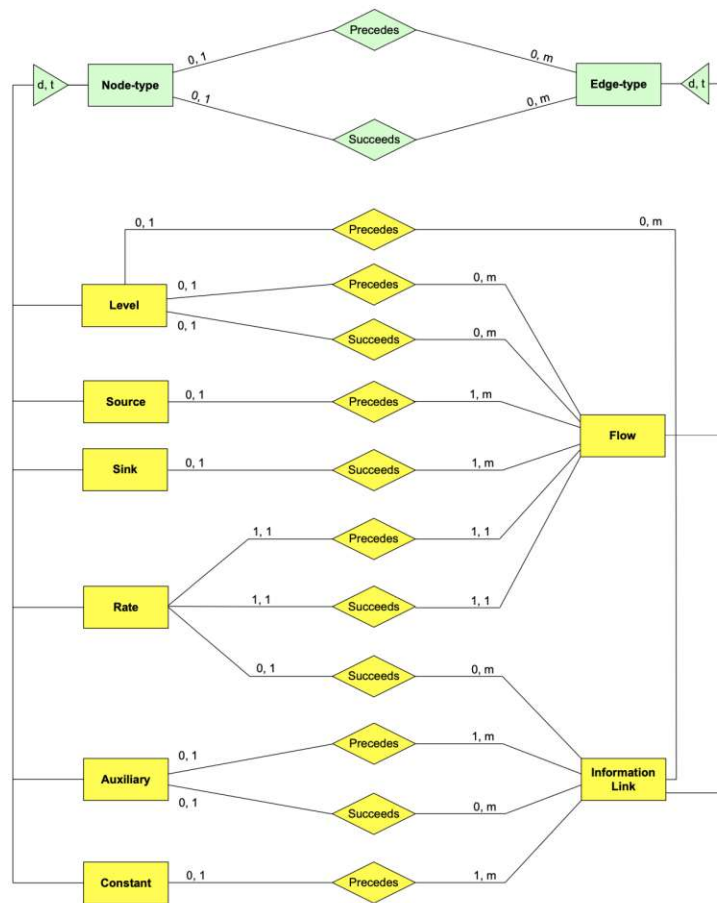 Precedes
0, 1
0, m
d, t
Node-type
Edge-type
d, t
0, 1
0, m
Succeeds
0, 1
Precedes
0, m
0, 1
Precedes
0, m
Level
0, 1
Succeeds
0, m
Source
0, 1
Precedes
1, m
Flow
Sink
0, 1
Succeeds
1, m
1, 1
Precedes
1, 1
Rate
1, 1
Succeeds
1, 1
0, 1
Succeeds
0, m
0, 1
Precedes
1, m
Auxiliary
Information
Link
0, 1
Succeeds
0, m
Constant
0, 1
Precedes
1, m